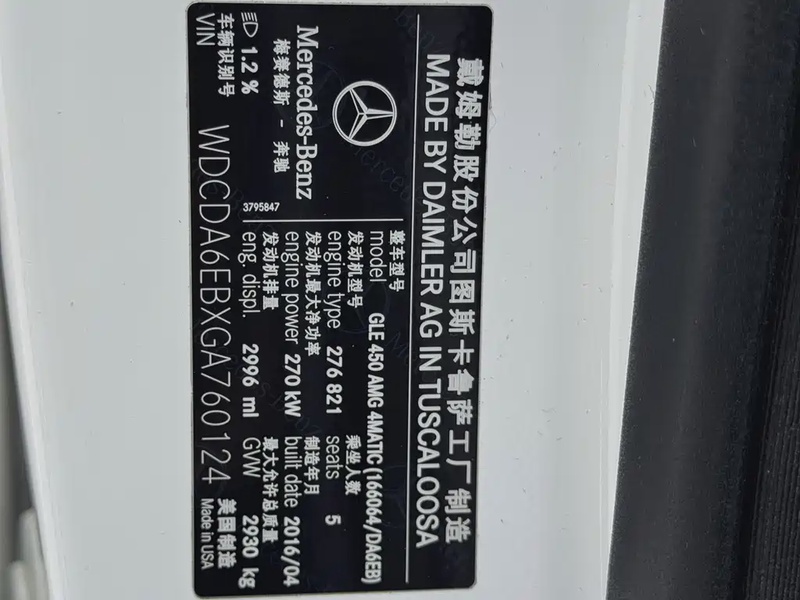 戴姆勒股份公司图斯卡鲁萨工厂制造
MADE BY DAIMLER AG IN TUSCALOOSA
Mercedes-Benz
梅赛德斯 - 奔驰
1.2 %
3795847
整车型号
model GLE 450 AMG 4MATIC (166064/DA6EB)
发动机型号 乘坐人数
engine type 276 821 seats 5
发动机最大净功率 制造年月
engine power 270 kW built date 2016/04
发动机排量 最大允许总质量
eng. displ. 2996 ml GVW 2930 kg
车辆识别号 美国制造
VIN WDCDA6EBXGA760124 Made in USA